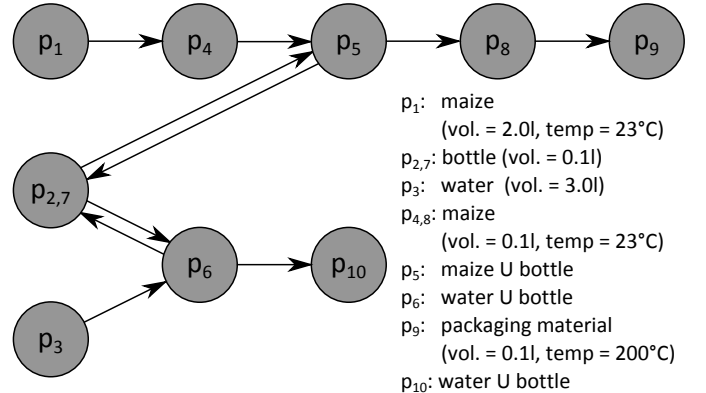 p₁ p₄ p₅ p₈ p₉
p₁: maize
(vol. = 2.0l, temp = 23°C)
p₂,₇: bottle (vol. = 0.1l)
p₃: water (vol. = 3.0l)
p₄,₈: maize
(vol. = 0.1l, temp = 23°C)
p₅: maize U bottle
p₆: water U bottle
p₉: packaging material
(vol. = 0.1l, temp = 200°C)
p₁₀: water U bottle
p₂,₇
p₆ p₁₀
p₃